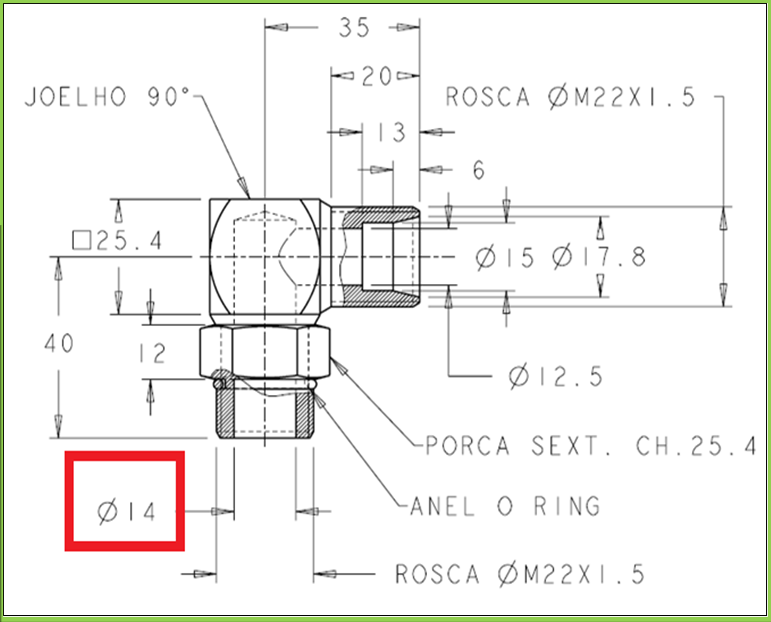 35
20
JOELHO 90°
ROSCA ØM22X1.5
13
6
□25.4
Ø15 Ø17.8
40
12
Ø12.5
PORCA SEXT. CH.25.4
Ø14
ANEL O RING
ROSCA ØM22X1.5